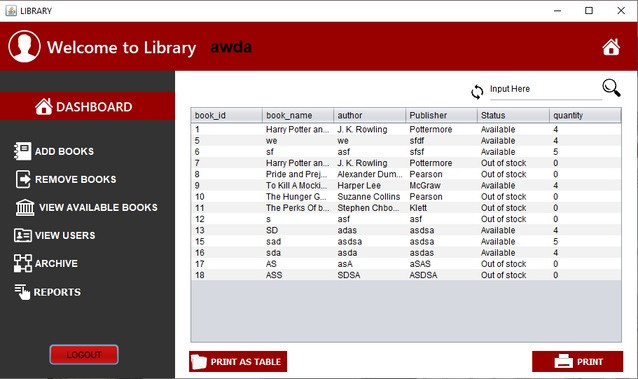 LIBRARY
Welcome to Library awda
DASHBOARD
ADD BOOKS
REMOVE BOOKS
VIEW AVAILABLE BOOKS
VIEW USERS
ARCHIVE
REPORTS
LOGOUT
Input Here
book_id book_name author Publisher Status quantity
1 Harry Potter an... J. K. Rowling Pottermore Available 4
5 we we sfdf Available 4
6 sf asf sfsf Available 5
7 Harry Potter an... J. K. Rowling Pottermore Out of stock 0
8 Pride and Prej... Alexander Dum... Pearson Out of stock 0
9 To Kill A Mocki... Harper Lee McGraw Available 4
10 The Hunger G... Suzanne Collins Pearson Out of stock 0
11 The Perks Of b... Stephen Chbo... Klett Out of stock 0
12 s asf asf Out of stock 0
13 SD adas asdsa Available 4
15 sad asdsa asdsa Available 5
16 sda asda asdas Available 4
17 AS asA aSAS Out of stock 0
18 ASS SDSA ASDSA Out of stock 0
PRINT AS TABLE
PRINT